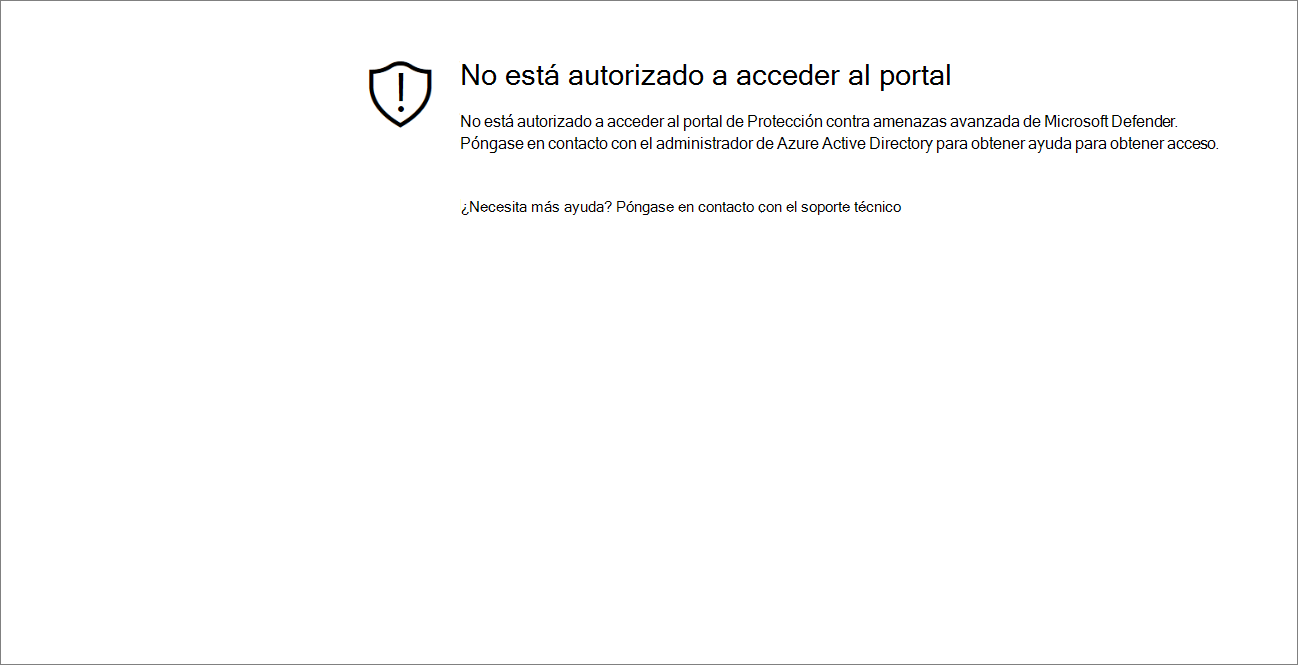 No está autorizado a acceder al portal
No está autorizado a acceder al portal de Protección contra amenazas avanzada de Microsoft Defender.
Póngase en contacto con el administrador de Azure Active Directory para obtener ayuda para obtener acceso.
¿Necesita más ayuda? Póngase en contacto con el soporte técnico